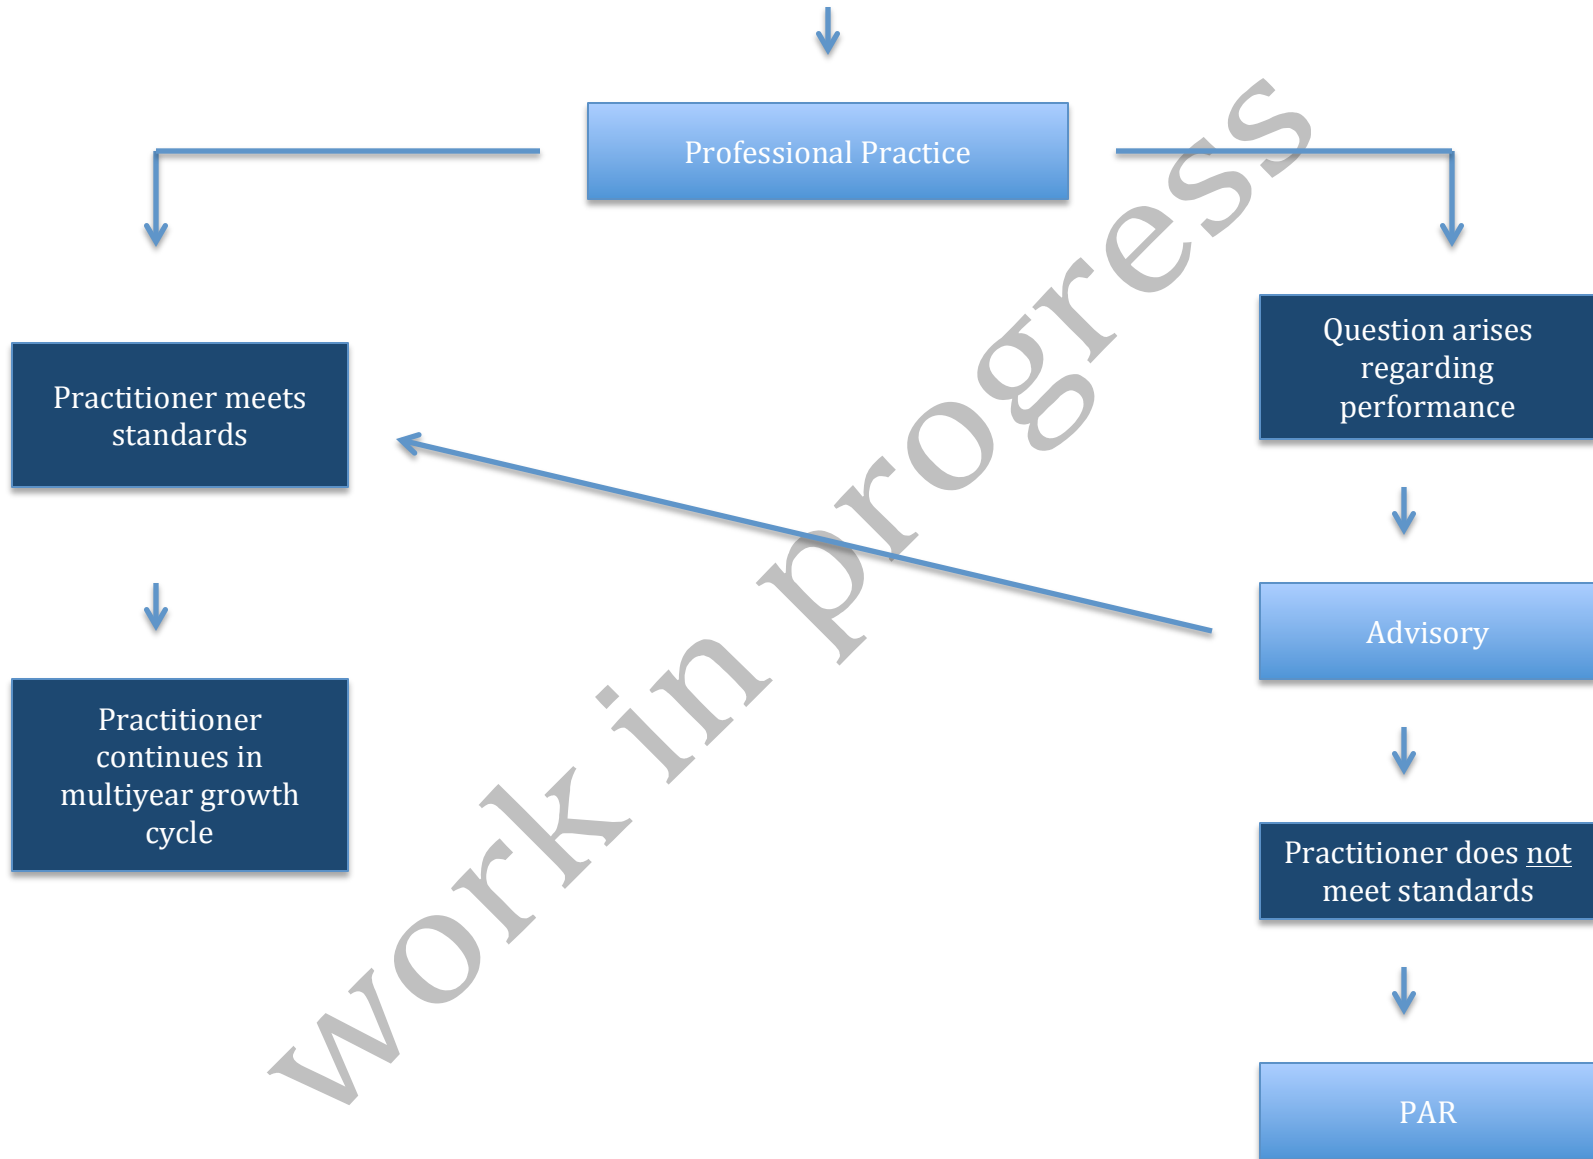 Professional Practice
Practitioner meets
standards
Practitioner
continues in
multiyear growth
cycle
Question arises
regarding
performance
Advisory
Practitioner does not
meet standards
PAR
work in progress